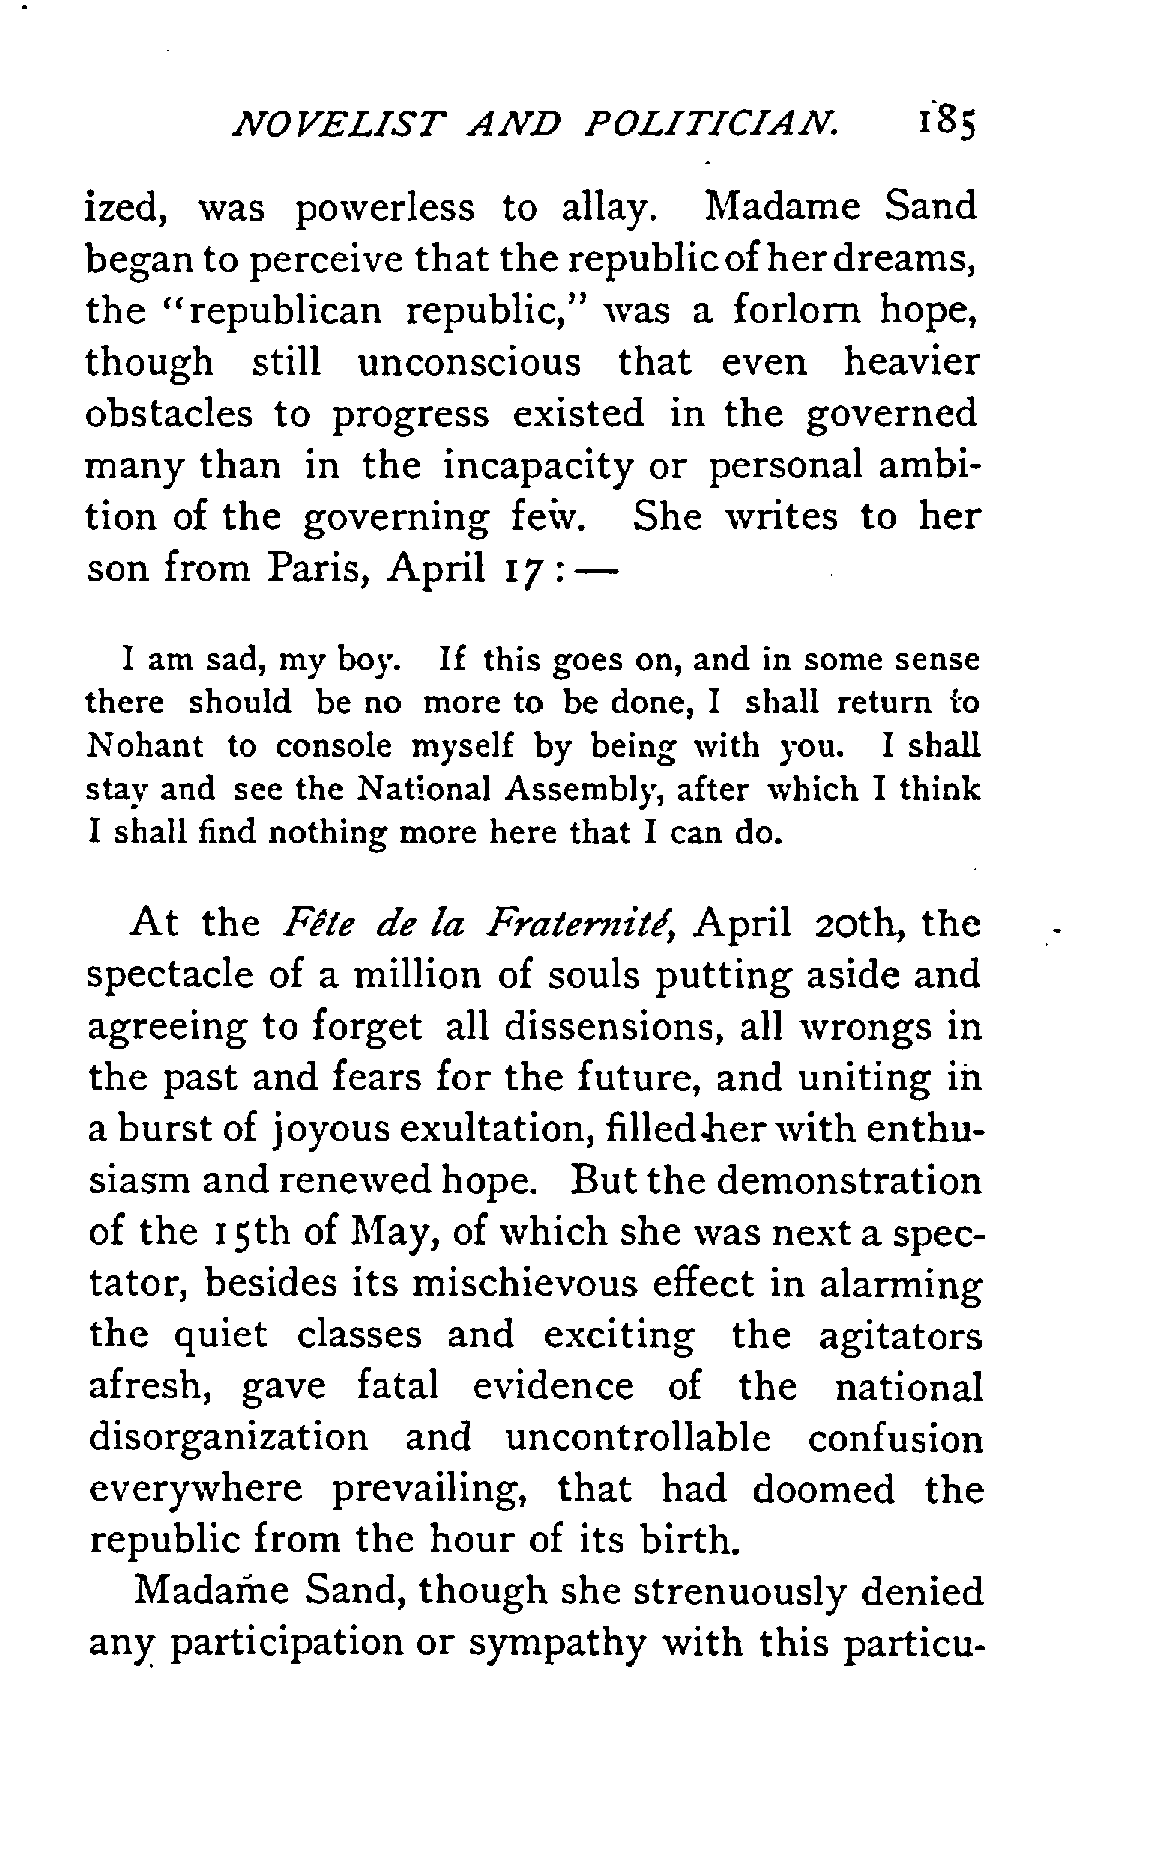 NOVELIST AND POLITICIAN. 185
ized, was powerless to allay. Madame Sand
began to perceive that the republic of her dreams,
the "republican republic," was a forlorn hope,
though still unconscious that even heavier
obstacles to progress existed in the governed
many than in the incapacity or personal ambi-
tion of the governing few. She writes to her
son from Paris, April 17: —
I am sad, my boy. If this goes on, and in some sense
there should be no more to be done, I shall return to
Nohant to console myself by being with you. I shall
stay and see the National Assembly, after which I think
I shall find nothing more here that I can do.
At the Fête de la Fraternité, April 20th, the
spectacle of a million of souls putting aside and
agreeing to forget all dissensions, all wrongs in
the past and fears for the future, and uniting in
a burst of joyous exultation, filled her with enthu-
siasm and renewed hope. But the demonstration
of the 15th of May, of which she was next a spec-
tator, besides its mischievous effect in alarming
the quiet classes and exciting the agitators
afresh, gave fatal evidence of the national
disorganization and uncontrollable confusion
everywhere prevailing, that had doomed the
republic from the hour of its birth.
Madame Sand, though she strenuously denied
any participation or sympathy with this particu-